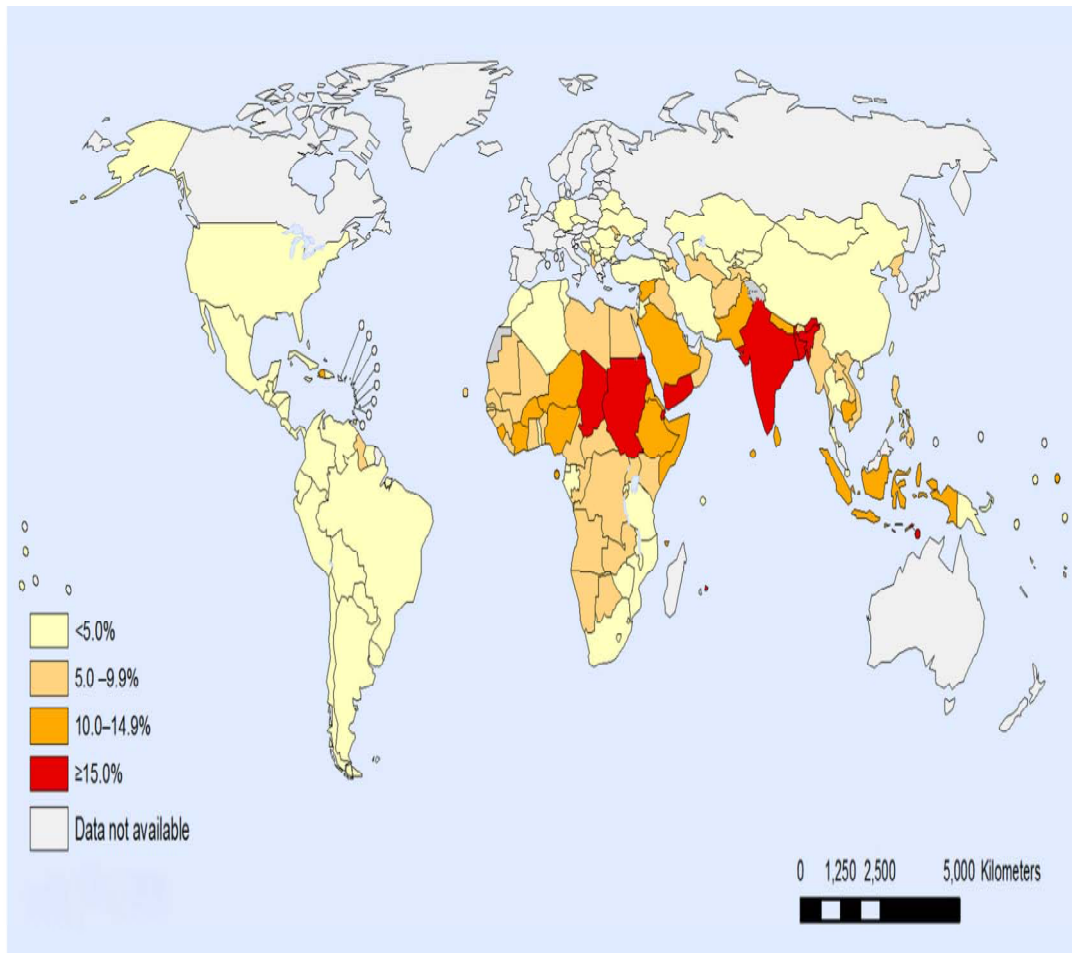 <5.0%
5.0 –9.9%
10.0–14.9%
≥15.0%
Data not available
0 1,250 2,500 5,000 Kilometers